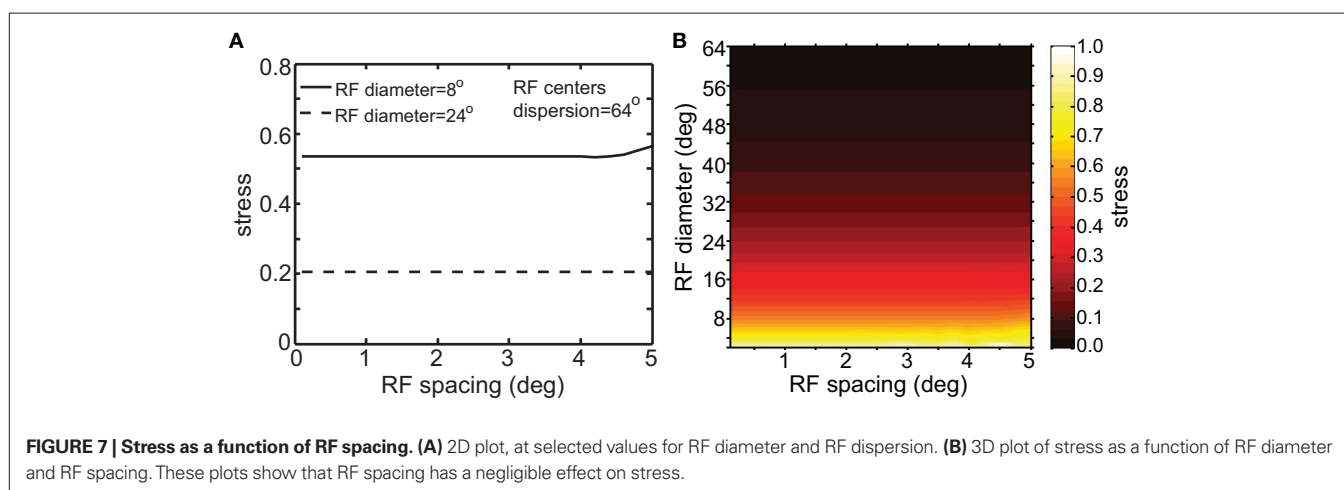 A
0.8
0.6
0.4
0.2
0
stress
RF diameter=8°
RF diameter=24°
RF centers
dispersion=64°
0 1 2 3 4 5
RF spacing (deg)
B
64
56
48
40
32
24
16
8
RF diameter (deg)
1 2 3 4 5
RF spacing (deg)
1.0
0.9
0.8
0.7
0.6
0.5
0.4
0.3
0.2
0.1
0.0
stress
FIGURE 7 | Stress as a function of RF spacing. (A) 2D plot, at selected values for RF diameter and RF dispersion. (B) 3D plot of stress as a function of RF diameter
and RF spacing. These plots show that RF spacing has a negligible effect on stress.